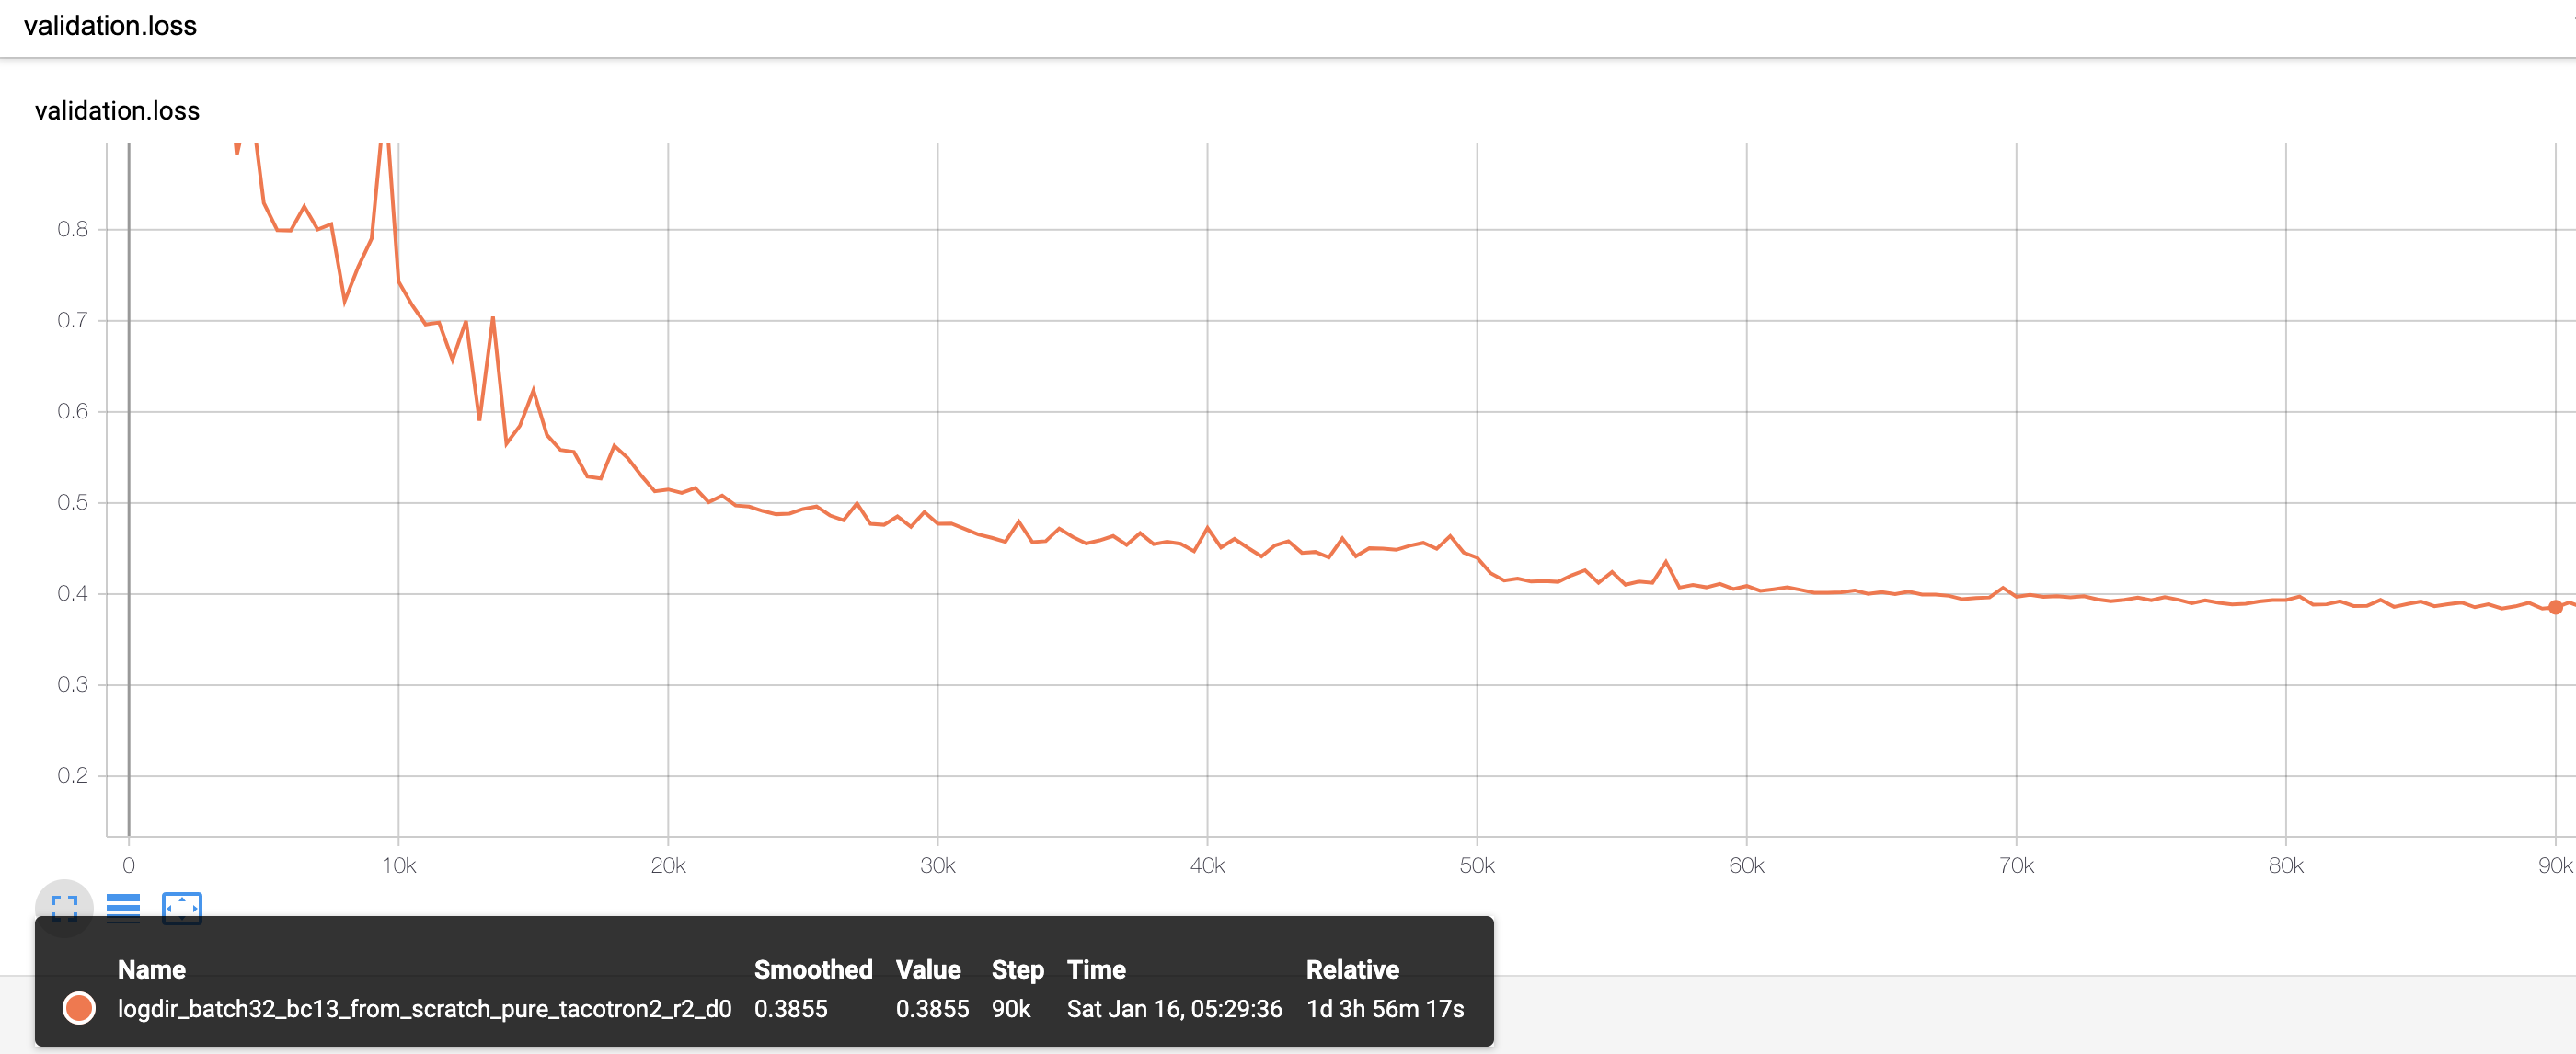 validation.loss
validation.loss
0.8
0.7
0.6
0.5
0.4
0.3
0.2
0 10k 20k 30k 40k 50k 60k 70k 80k 90k
Name Smoothed Value Step Time Relative
logdir_batch32_bc13_from_scratch_pure_tacotron2_r2_d0 0.3855 0.3855 90k Sat Jan 16, 05:29:36 1d 3h 56m 17s